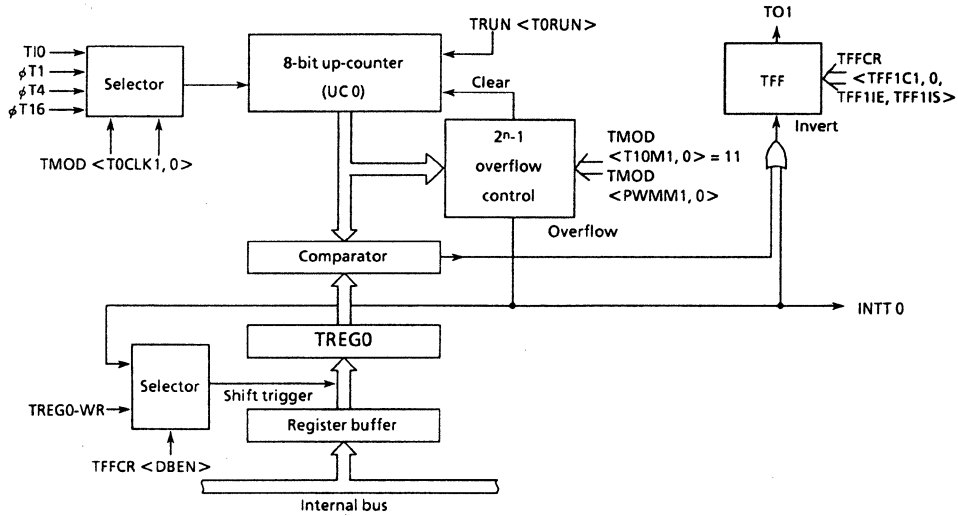 TO1
TRUN <T0RUN>
TI0
φT1
φT4
φT16
Selector
8-bit up-counter
(UC 0)
TFF
TFFCR
<TFF1C1, 0,
TFF1IE, TFF1IS>
Clear
Invert
TMOD <T0CLK1, 0>
2ⁿ-1
overflow
control
TMOD
<T10M1, 0> = 11
TMOD
<PWMM1, 0>
Overflow
Comparator
INTT 0
TREG0
Selector
Shift trigger
TREG0-WR
Register buffer
TFFCR <DBEN>
Internal bus